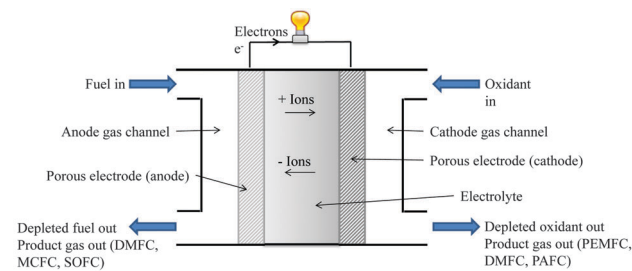 Electrons
e-
Fuel in
Oxidant
in
+ Ions
Anode gas channel
Cathode gas channel
- Ions
Porous electrode (cathode)
Porous electrode (anode)
Electrolyte
Depleted fuel out
Product gas out (DMFC,
MCFC, SOFC)
Depleted oxidant out
Product gas out (PEMFC,
DMFC, PAFC)